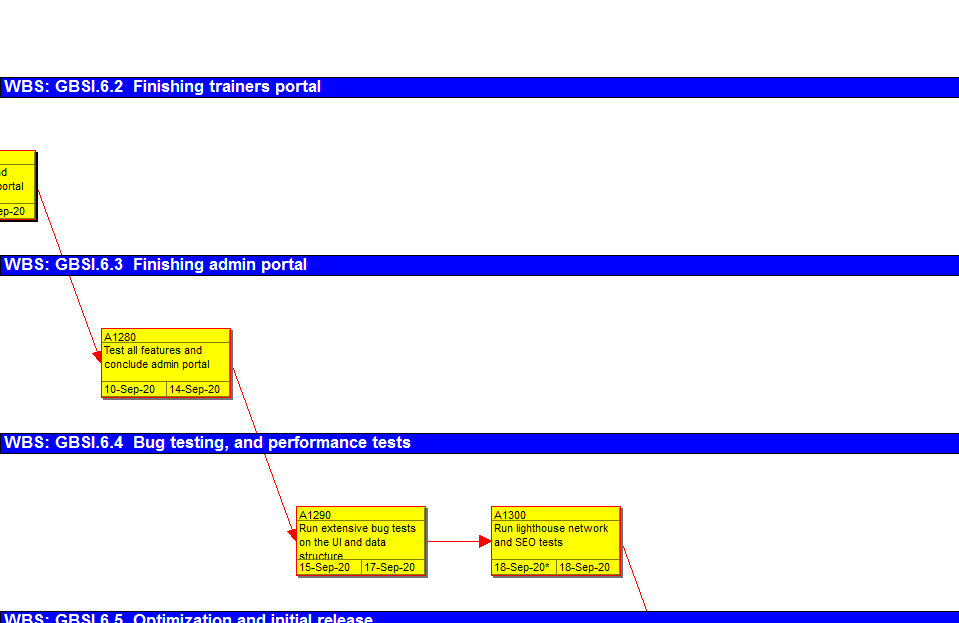 WBS: GBSI.6.2 Finishing trainers portal
portal
ep-20
WBS: GBSI.6.3 Finishing admin portal
A1280
Test all features and
conclude admin portal
10-Sep-20 14-Sep-20
WBS: GBSI.6.4 Bug testing, and performance tests
A1290
Run extensive bug tests
on the UI and data
structure
15-Sep-20 17-Sep-20
A1300
Run lighthouse network
and SEO tests
18-Sep-20* 18-Sep-20
WBS: GBSI.6.5 Optimization and initial release